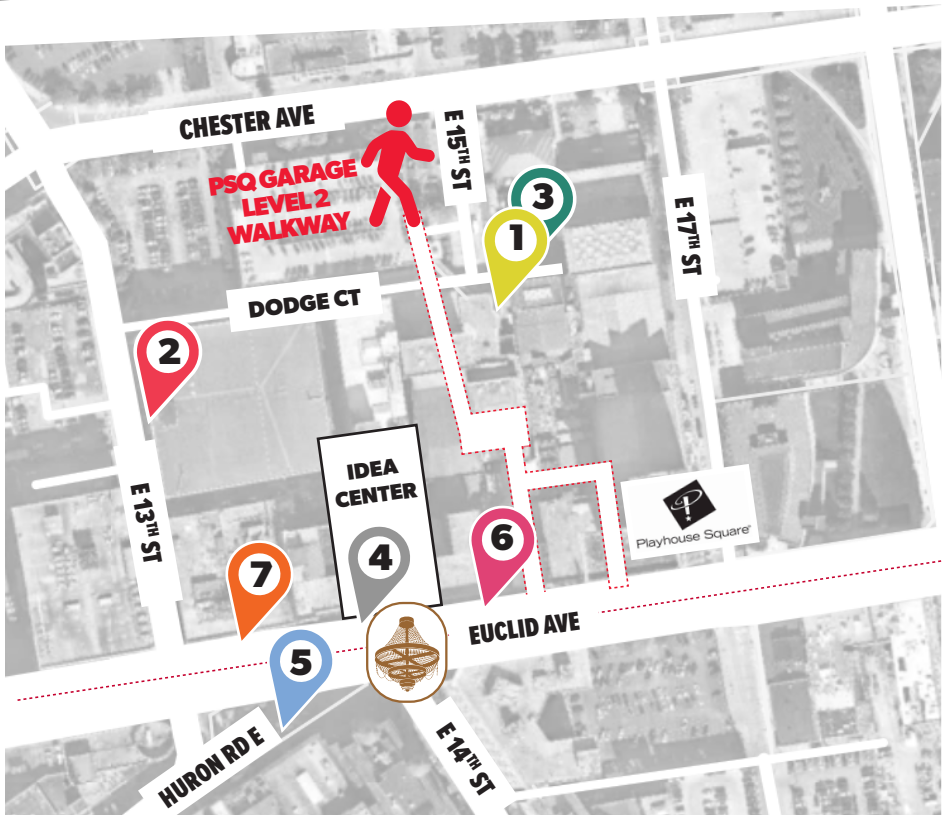 CHESTER AVE
E 15TH ST
PSQ GARAGE
LEVEL 2
WALKWAY
3
1
E 17TH ST
DODGE CT
2
IDEA
CENTER
E 13TH ST
Playhouse Square®
6
4
7
EUCLID AVE
5
HURON RD E
E 14TH ST